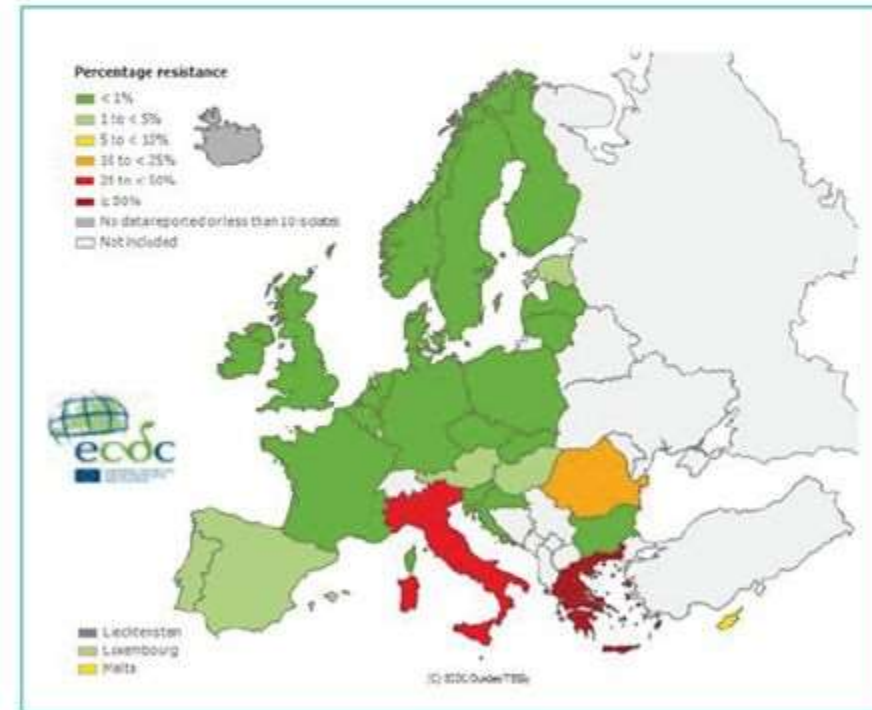 Percentage resistance
< 1%
1 to < 5%
5 to < 10%
10 to < 25%
25 to < 50%
≥ 50%
No data reported or less than 10 isolates
Not included
ecdc
Liechtenstein
Luxembourg
Malta
(C) ECDC/Dundas/TESSy